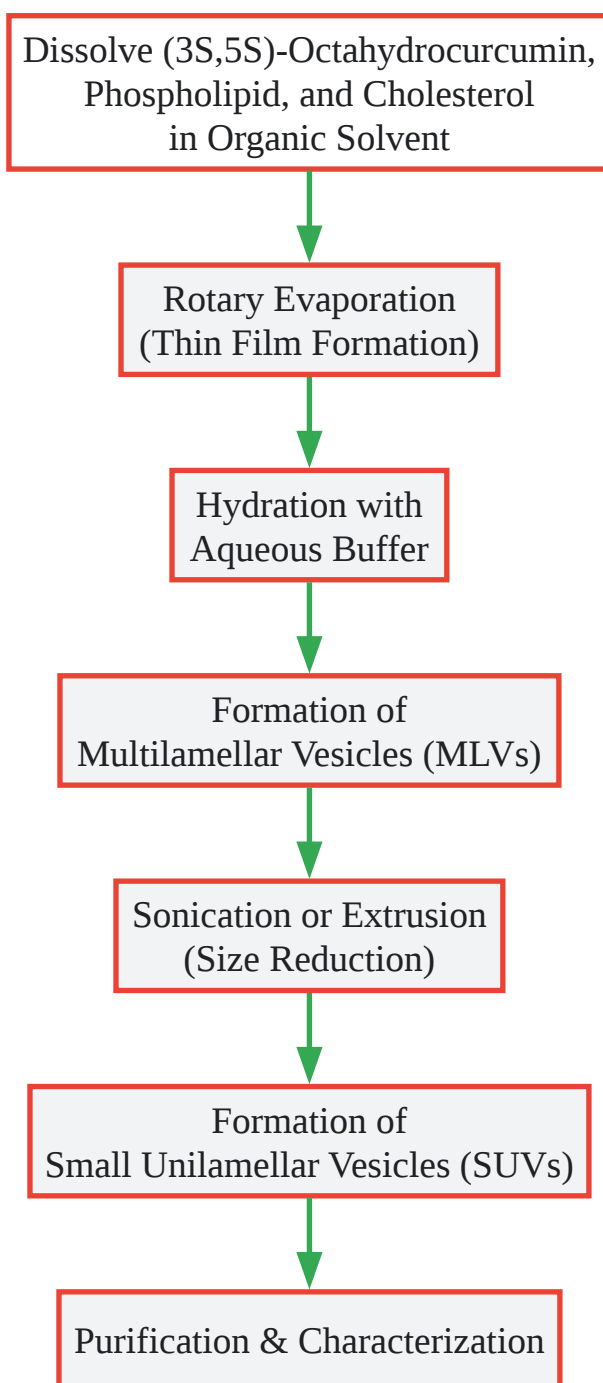 Dissolve (3S,5S)-Octahydrocurcumin,
Phospholipid, and Cholesterol
in Organic Solvent
Rotary Evaporation
(Thin Film Formation)
Hydration with
Aqueous Buffer
Formation of
Multilamellar Vesicles (MLVs)
Sonication or Extrusion
(Size Reduction)
Formation of
Small Unilamellar Vesicles (SUVs)
Purification & Characterization